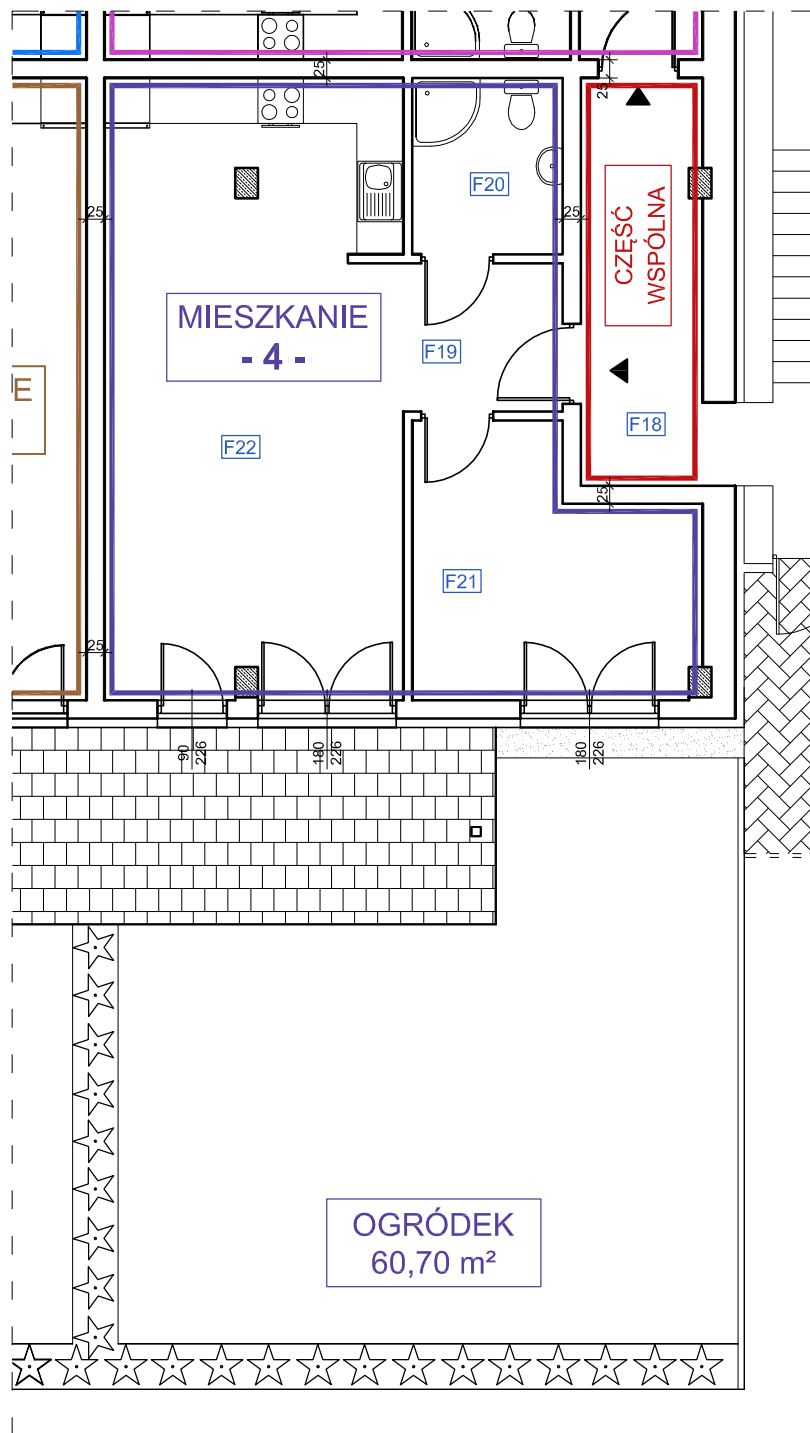 25
25
F20
25
25
CZĘŚĆ
WSPÓLNA
MIESZKANIE
- 4 -
F19
E
F18
F22
25
F21
25
90
226
180
226
180
226
OGRÓDEK
60,70 m²